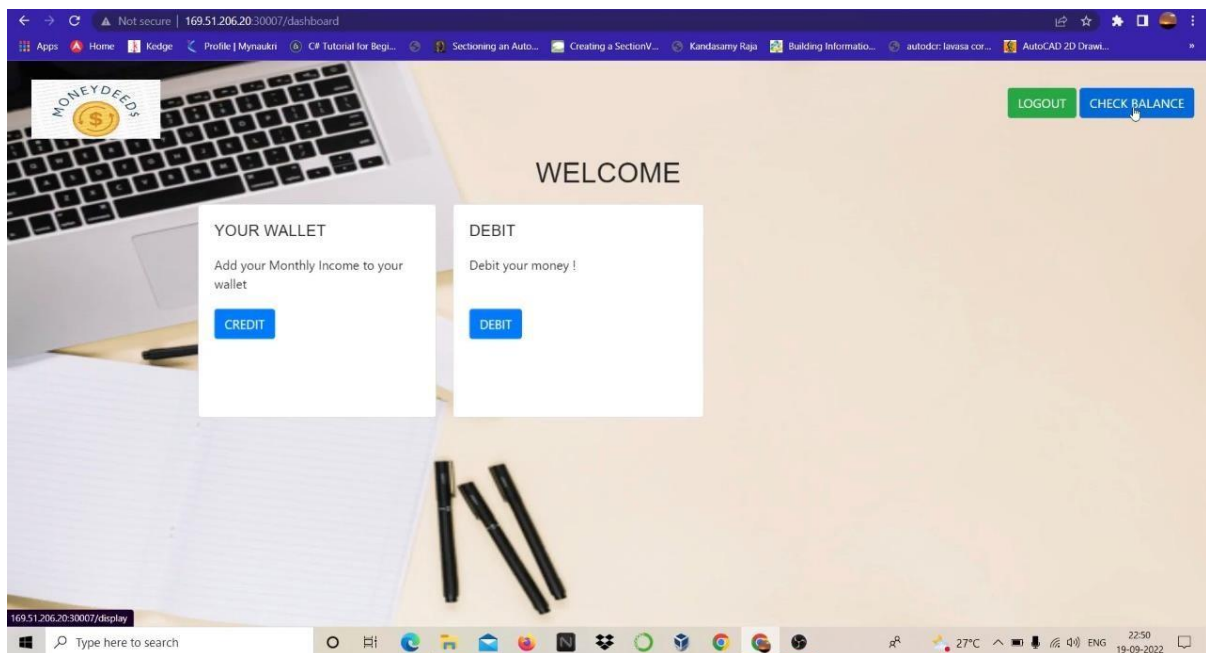 Not secure | 169.51.206.20:30007/dashboard
Apps Home Kedge Profile | Mynaukri C# Tutorial for Begi... Sectioning an Auto... Creating a SectionV... Kandasamy Raja Building Informatio... autodcr: lavasa cor... AutoCAD 2D Drawi... »
MONEYDEEDS
$
LOGOUT CHECK BALANCE
WELCOME
YOUR WALLET
Add your Monthly Income to your
wallet
CREDIT
DEBIT
Debit your money !
DEBIT
169.51.206.20:30007/display
Type here to search
27°C ENG 22:50
19-09-2022